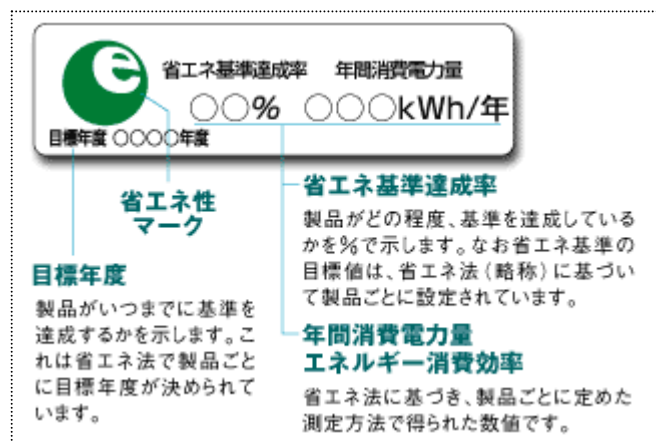 e
省エネ基準達成率 年間消費電力量
○○% ○○○kWh/年
目標年度 ○○○○年度
省エネ性
マーク
目標年度
製品がいつまでに基準を
達成するかを示します。こ
れは省エネ法で製品ごと
に目標年度が決められて
います。
省エネ基準達成率
製品がどの程度、基準を達成している
かを%で示します。なお省エネ基準の
目標値は、省エネ法(略称)に基づい
て製品ごとに設定されています。
年間消費電力量
エネルギー消費効率
省エネ法に基づき、製品ごとに定めた
測定方法で得られた数値です。